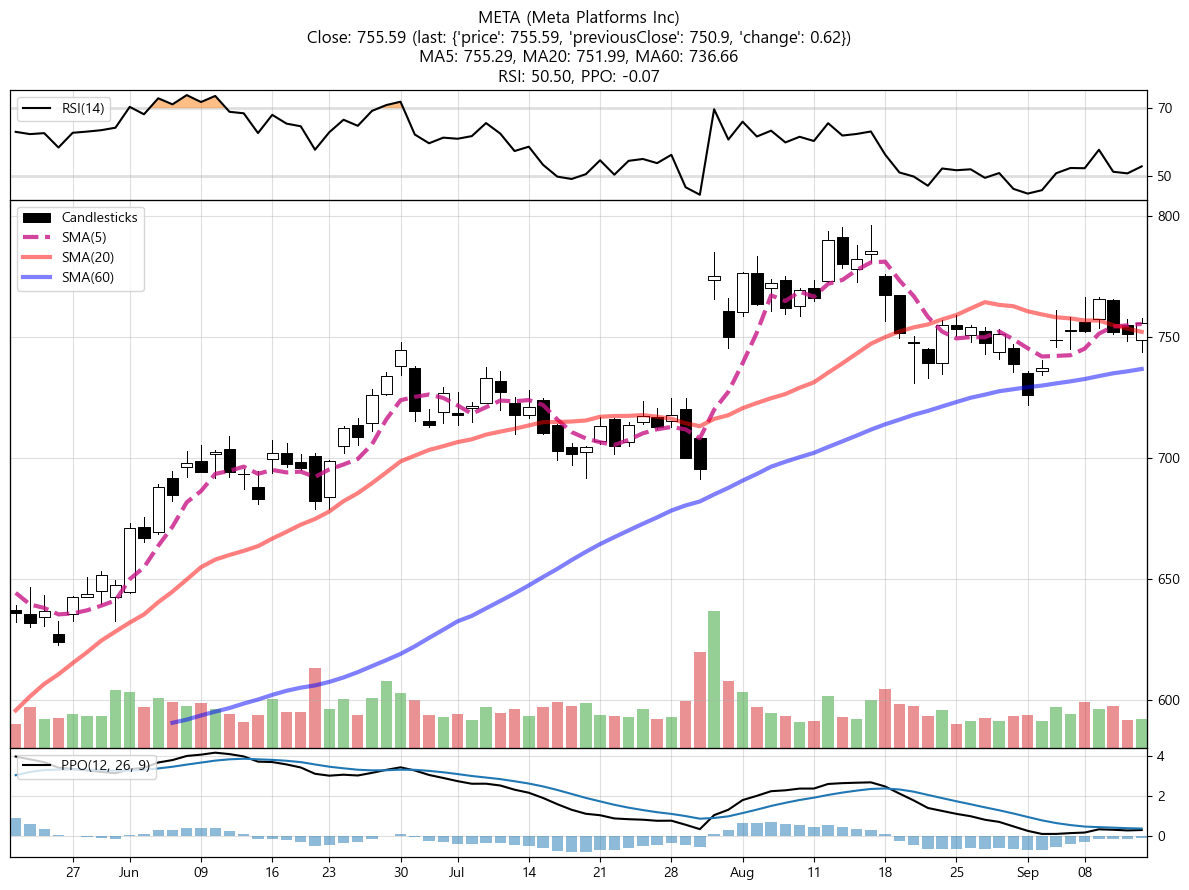 META (Meta Platforms Inc)
Close: 755.59 (last: {'price': 755.59, 'previousClose': 750.9, 'change': 0.62})
MA5: 755.29, MA20: 751.99, MA60: 736.66
RSI: 50.50, PPO: -0.07
RSI(14)
70
50
Candlesticks
SMA(5)
SMA(20)
SMA(60)
800
750
700
650
600
PPO(12, 26, 9)
4
2
0
27 Jun 09 16 23 30 Jul 14 21 28 Aug 11 18 25 Sep 08